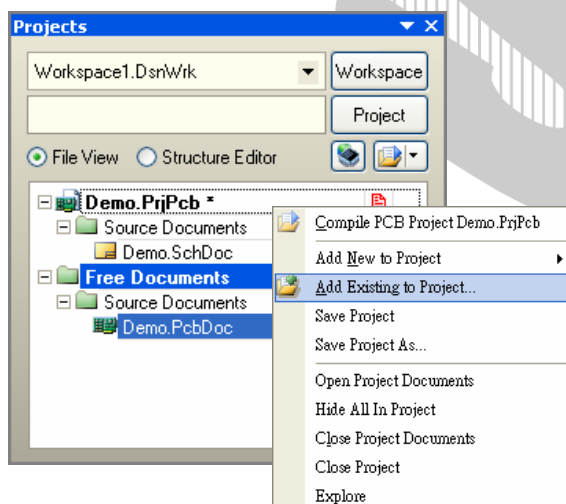 Projects
Workspace1.DsnWrk
Workspace
Project
File View
Structure Editor
Demo.PrjPcb *
Source Documents
Demo.SchDoc
Free Documents
Source Documents
Demo.PcbDoc
Compile PCB Project Demo.PrjPcb
Add New to Project
Add Existing to Project...
Save Project
Save Project As...
Open Project Documents
Hide All In Project
Close Project Documents
Close Project
Explore